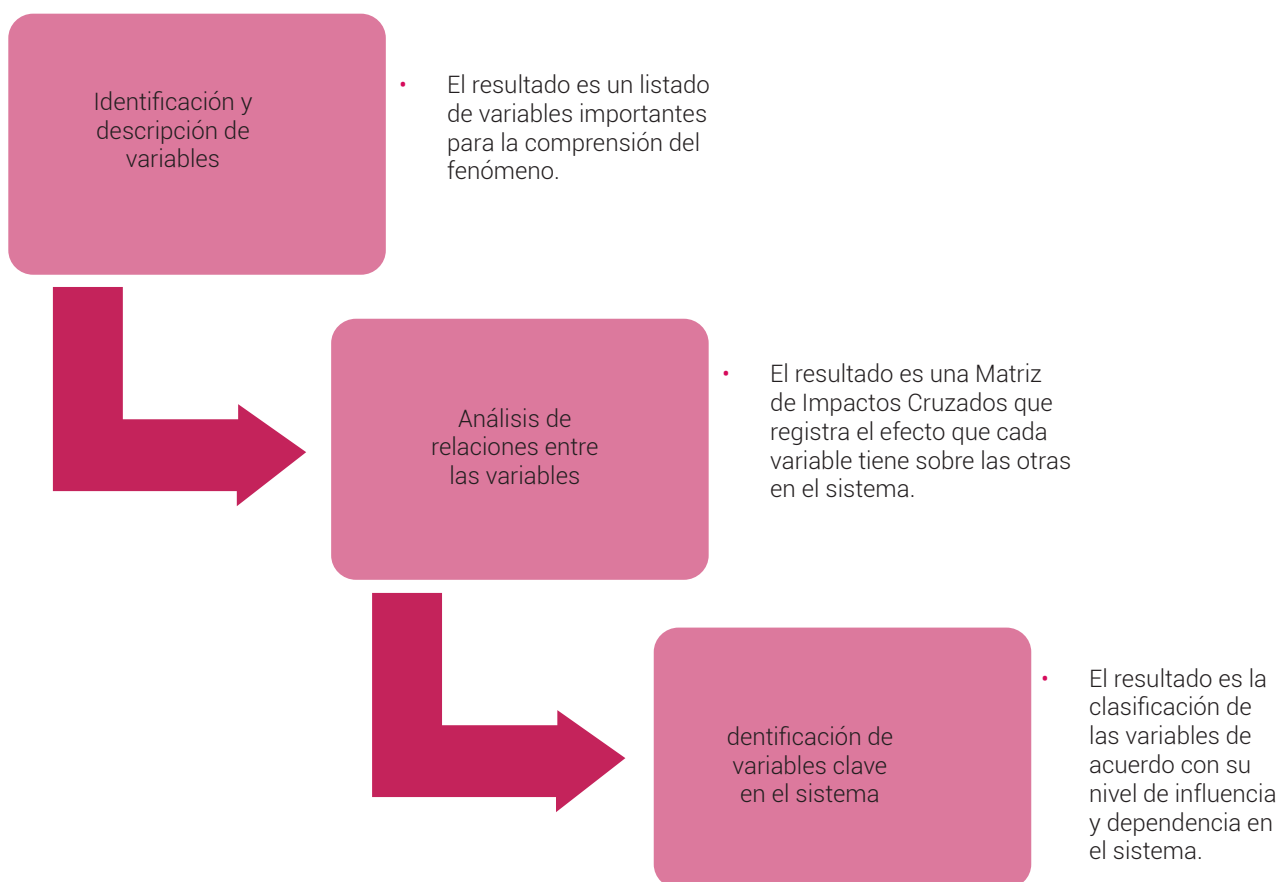 Identificación y
descripción de
variables
• El resultado es un listado
de variables importantes
para la comprensión del
fenómeno.
Análisis de
relaciones entre
las variables
• El resultado es una Matriz
de Impactos Cruzados que
registra el efecto que cada
variable tiene sobre las otras
en el sistema.
dentificación de
variables clave
en el sistema
• El resultado es la
clasificación de
las variables de
acuerdo con su
nivel de influencia
y dependencia en
el sistema.